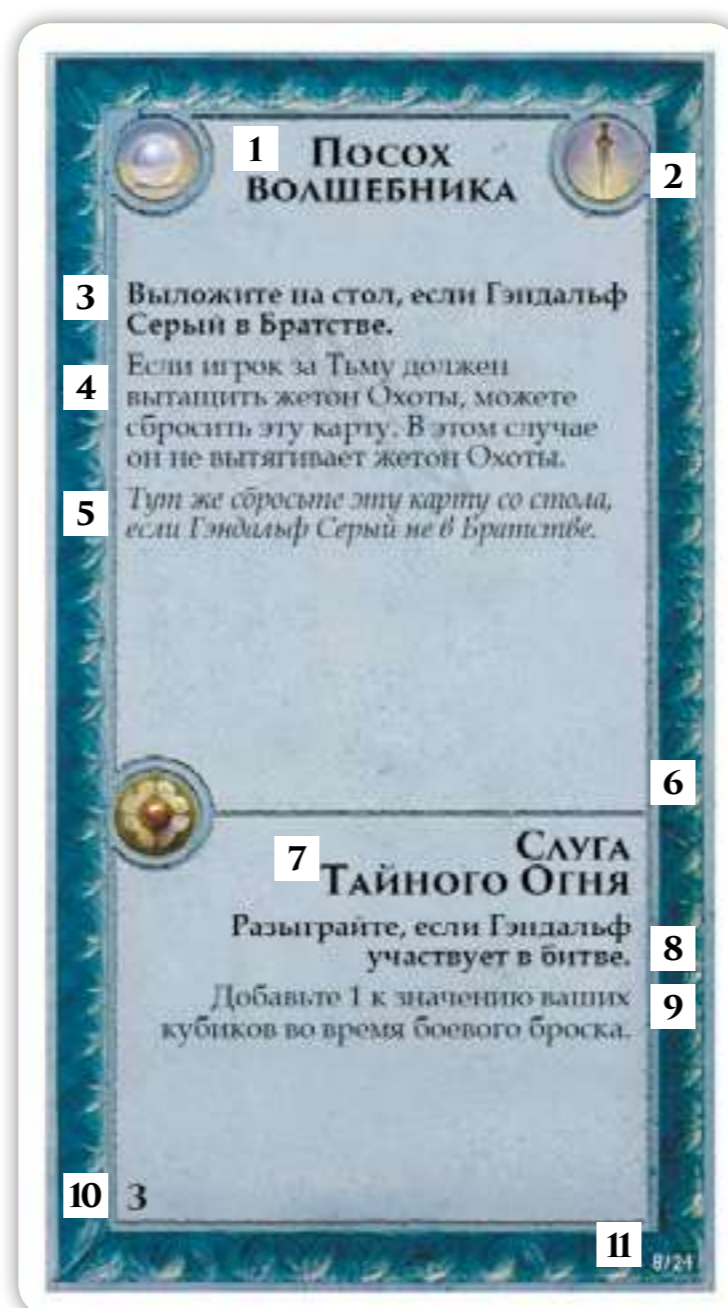 1 Посох
Волшебника
2
3 Выложите на стол, если Гэндальф
Серый в Братстве.
4 Если игрок за Тьму должен
вытащить жетон Охоты, можете
сбросить эту карту. В этом случае
он не вытягивает жетон Охоты.
5 Тут же сбросьте эту карту со стола,
если Гэндальф Серый не в Братстве.
6
7 Слуга
Тайного Огня
Разыграйте, если Гэндальф
участвует в битве. 8
Добавьте 1 к значению ваших 9
кубиков во время боевого броска.
10 3
11 8/24